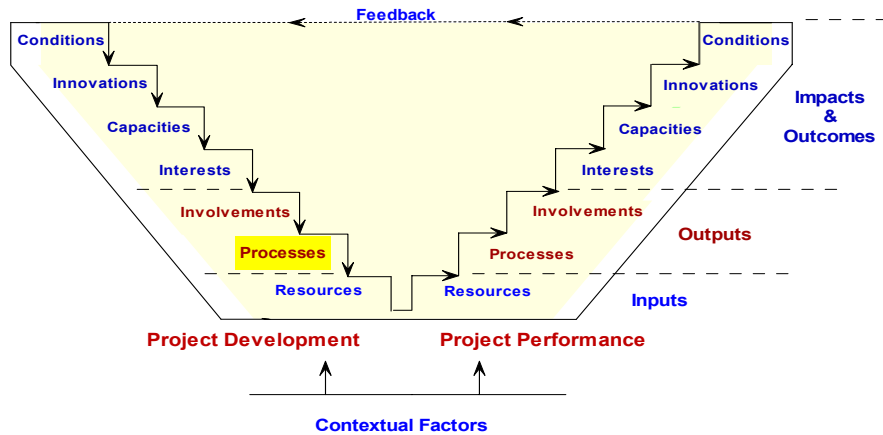 Feedback
Conditions
Conditions
Innovations
Innovations
Impacts
&
Outcomes
Capacities
Capacities
Interests
Interests
Involvements
Involvements
Outputs
Processes
Processes
Resources
Resources
Inputs
Project Development
Project Performance
Contextual Factors